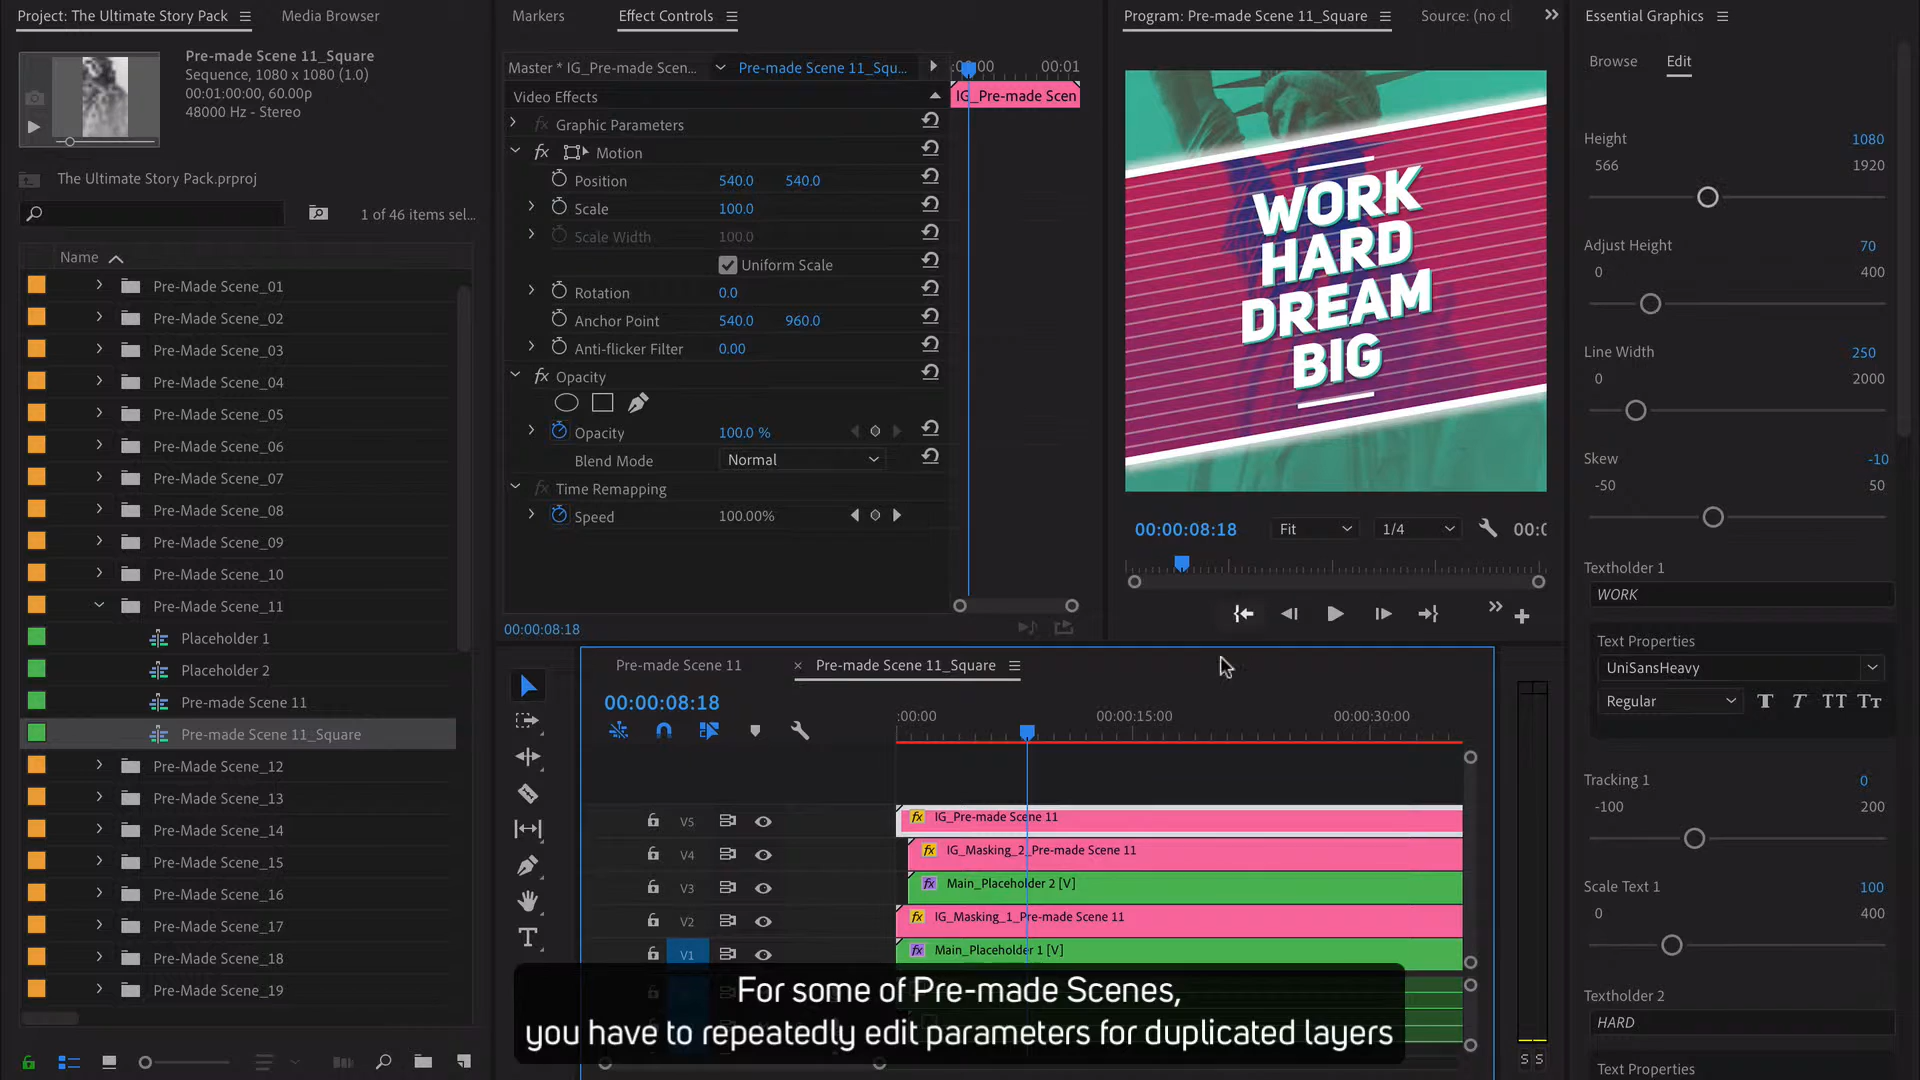 Project: The Ultimate Story Pack
Media Browser
Pre-made Scene 11_Square
Sequence, 1080 x 1080 (1.0)
00:01:00:00, 60.00p
48000 Hz - Stereo
The Ultimate Story Pack.prproj
1 of 46 items sel...
Name
Pre-Made Scene_01
Pre-Made Scene_02
Pre-Made Scene_03
Pre-Made Scene_04
Pre-Made Scene_05
Pre-Made Scene_06
Pre-Made Scene_07
Pre-Made Scene_08
Pre-Made Scene_09
Pre-Made Scene_10
Pre-Made Scene_11
Placeholder 1
Placeholder 2
Pre-made Scene 11
Pre-made Scene 11_Square
Pre-Made Scene_12
Pre-Made Scene_13
Pre-Made Scene_14
Pre-Made Scene_15
Pre-Made Scene_16
Pre-Made Scene_17
Pre-Made Scene_18
Pre-Made Scene_19
Markers
Effect Controls
Master * IG_Pre-made Scen...
Pre-made Scene 11_Squ...
:00:00
00:01
Video Effects
IG_Pre-made Scen
fx Graphic Parameters
fx Motion
Position 540.0 540.0
Scale 100.0
Scale Width 100.0
Uniform Scale
Rotation 0.0
Anchor Point 540.0 960.0
Anti-flicker Filter 0.00
fx Opacity
Opacity 100.0 %
Blend Mode Normal
fx Time Remapping
Speed 100.00%
00:00:08:18
Program: Pre-made Scene 11_Square
Source: (no cl
WORK
HARD
DREAM
BIG
00:00:08:18
Fit
1/4
00:0
Pre-made Scene 11
× Pre-made Scene 11_Square
00:00:08:18
:00:00
00:00:15:00
00:00:30:00
V5 fx IG_Pre-made Scene 11
V4 fx IG_Masking_2_Pre-made Scene 11
V3 fx Main_Placeholder 2 [V]
V2 fx IG_Masking_1_Pre-made Scene 11
V1 fx Main_Placeholder 1 [V]
For some of Pre-made Scenes,
you have to repeatedly edit parameters for duplicated layers
S S
Essential Graphics
Browse
Edit
Height 1080
566 1920
Adjust Height 70
0 400
Line Width 250
0 2000
Skew -10
-50 50
Textholder 1
WORK
Text Properties
UniSansHeavy
Regular
T T TT TT
Tracking 1 0
-100 200
Scale Text 1 100
0 400
Textholder 2
HARD
Text Properties